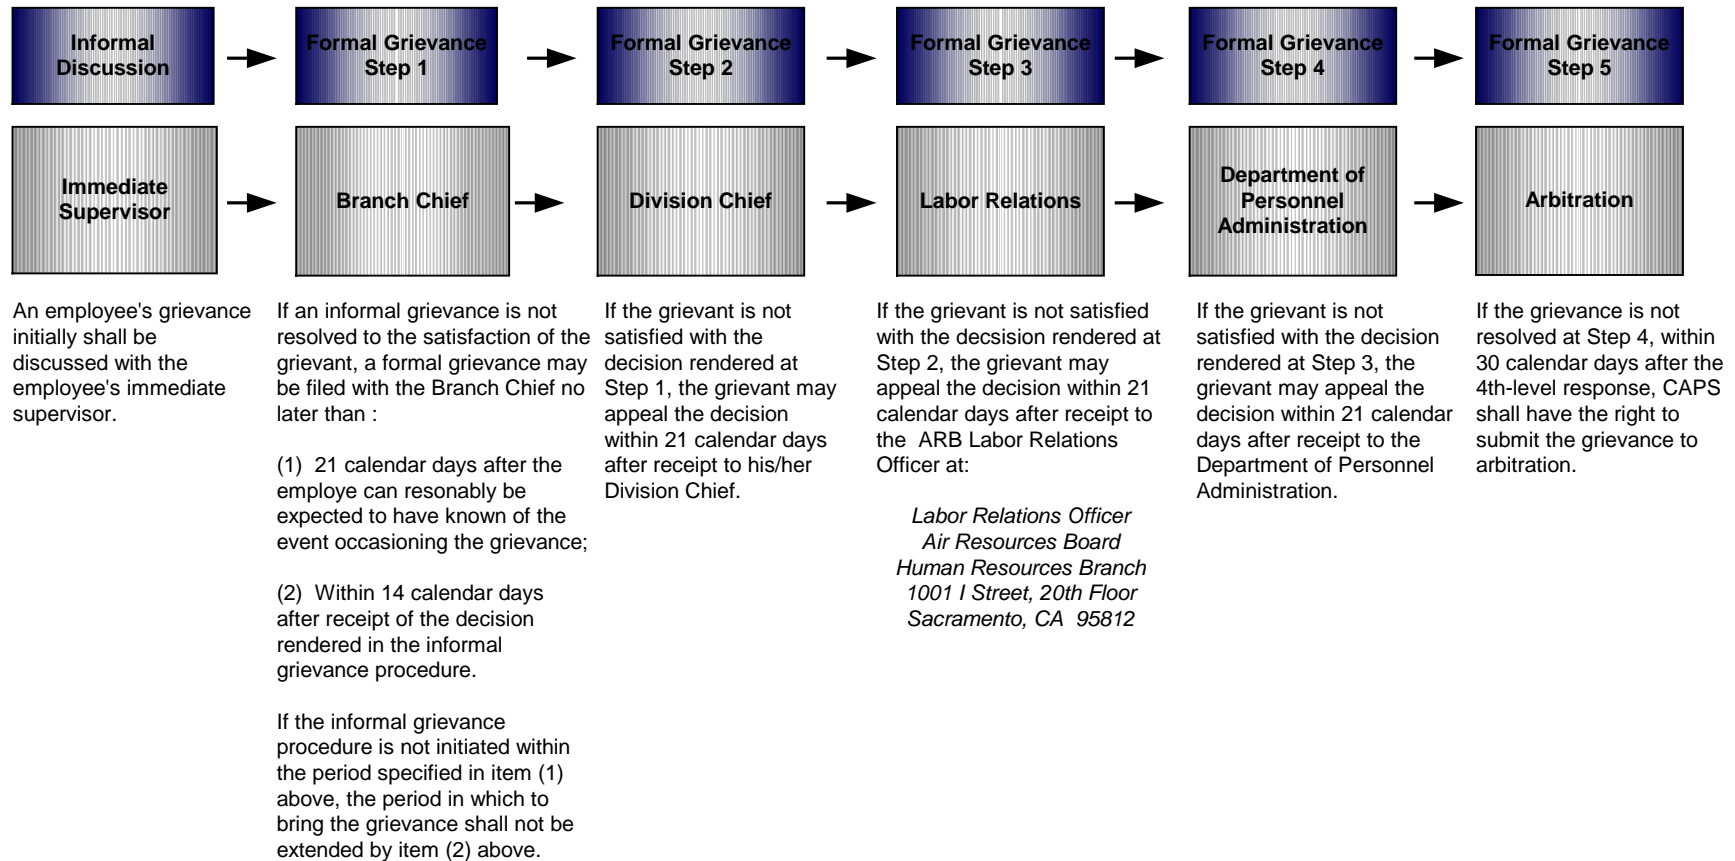 Informal
Discussion
Formal Grievance
Step 1
Formal Grievance
Step 2
Formal Grievance
Step 3
Formal Grievance
Step 4
Formal Grievance
Step 5
Immediate
Supervisor
Branch Chief
Division Chief
Labor Relations
Department of
Personnel
Administration
Arbitration
An employee's grievance
initially shall be
discussed with the
employee's immediate
supervisor.
If an informal grievance is not
resolved to the satisfaction of the
grievant, a formal grievance may
be filed with the Branch Chief no
later than :
(1) 21 calendar days after the
employe can resonably be
expected to have known of the
event occasioning the grievance;
(2) Within 14 calendar days
after receipt of the decision
rendered in the informal
grievance procedure.
If the informal grievance
procedure is not initiated within
the period specified in item (1)
above, the period in which to
bring the grievance shall not be
extended by item (2) above.
If the grievant is not
satisfied with the
decision rendered at
Step 1, the grievant may
appeal the decision
within 21 calendar days
after receipt to his/her
Division Chief.
If the grievant is not satisfied
with the decsision rendered at
Step 2, the grievant may
appeal the decision within 21
calendar days after receipt to
the ARB Labor Relations
Officer at:
Labor Relations Officer
Air Resources Board
Human Resources Branch
1001 I Street, 20th Floor
Sacramento, CA 95812
If the grievant is not
satisfied with the decision
rendered at Step 3, the
grievant may appeal the
decision within 21 calendar
days after receipt to the
Department of Personnel
Administration.
If the grievance is not
resolved at Step 4, within
30 calendar days after the
4th-level response, CAPS
shall have the right to
submit the grievance to
arbitration.